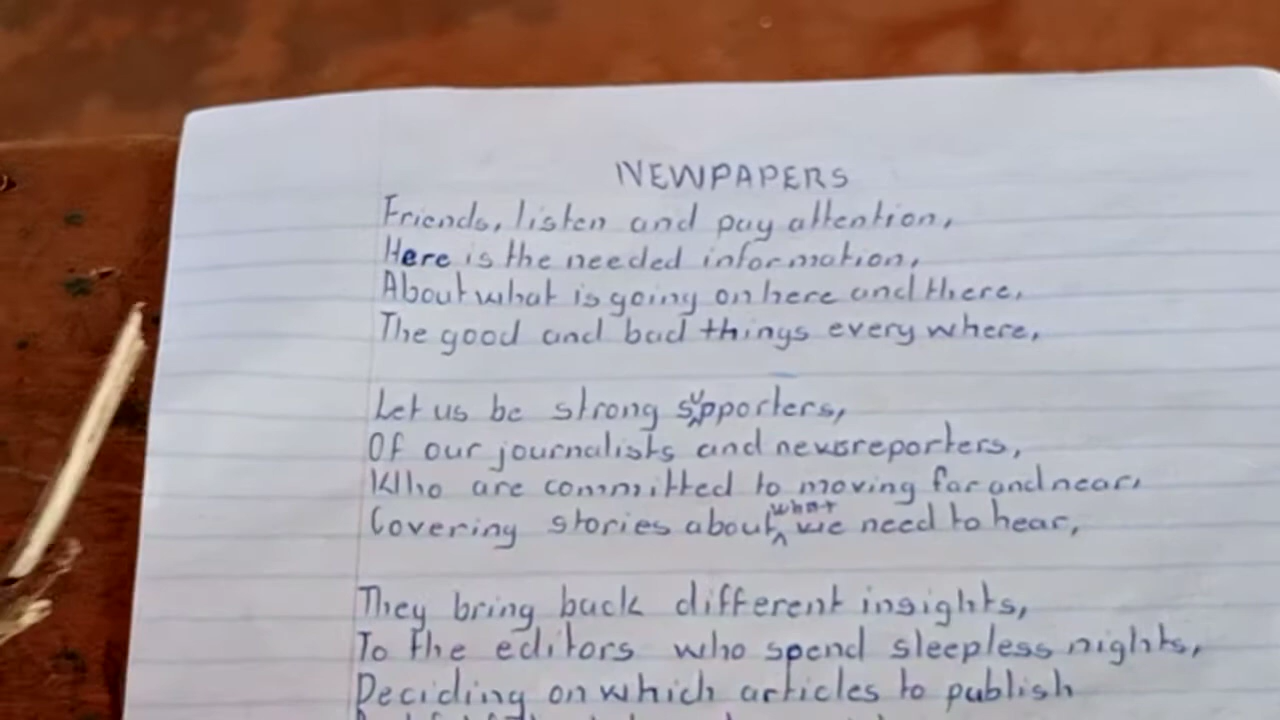 NEWPAPERS
Friends, listen and pay attention,
Here is the needed information,
About what is going on here and there,
The good and bad things every where,
Let us be strong supporters,
Of our journalists and newsreporters,
Who are committed to moving far and near,
Covering stories about what we need to hear,
They bring back different insights,
To the editors who spend sleepless nights,
Deciding on which articles to publish